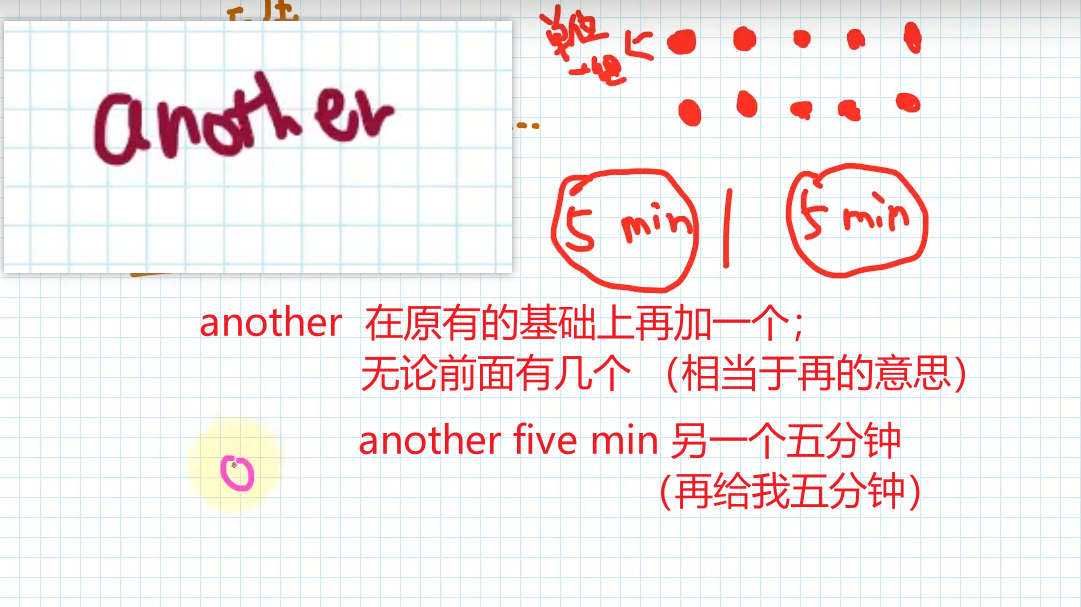 another
5 min | 5 min
another 在原有的基础上再加一个；
无论前面有几个 （相当于再的意思）
another five min 另一个五分钟
（再给我五分钟）